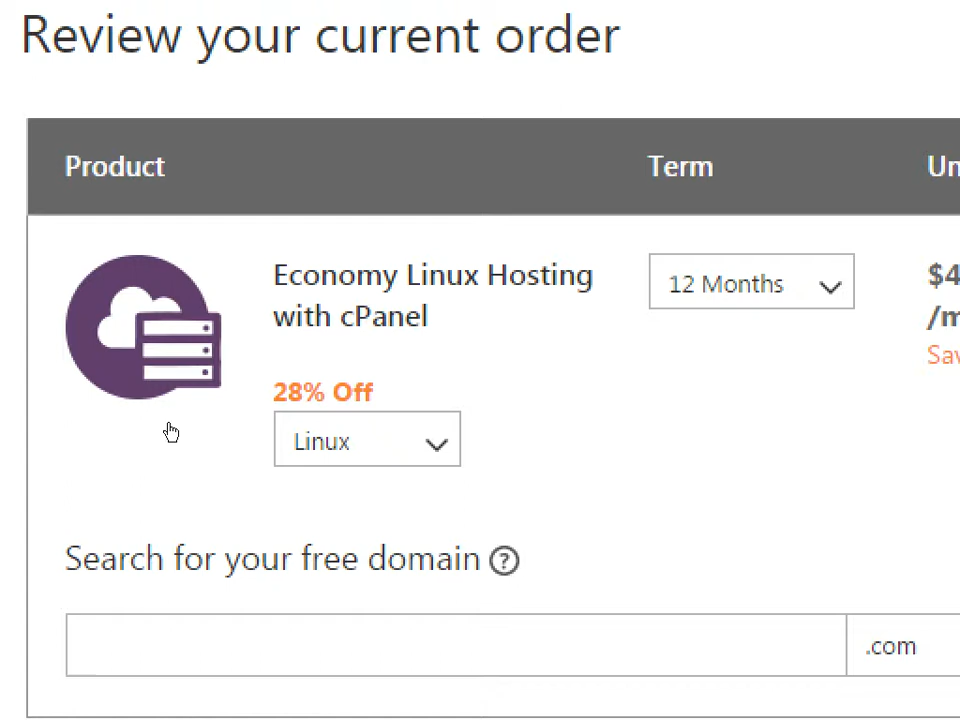 Review your current order
Product Term
Economy Linux Hosting
with cPanel
12 Months
28% Off
Linux
Search for your free domain ?
.com